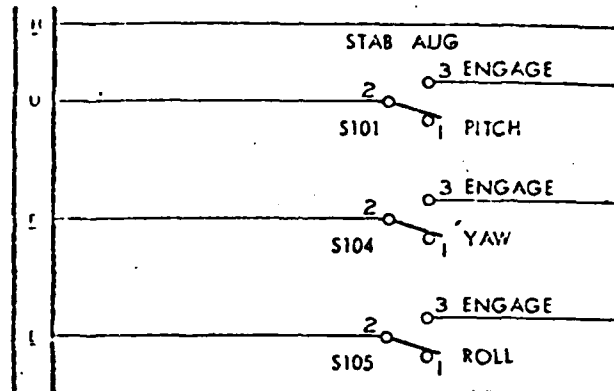 STAB AUG
3 ENGAGE
2
S101 1 PITCH
3 ENGAGE
2
S104 1 YAW
3 ENGAGE
2
S105 1 ROLL